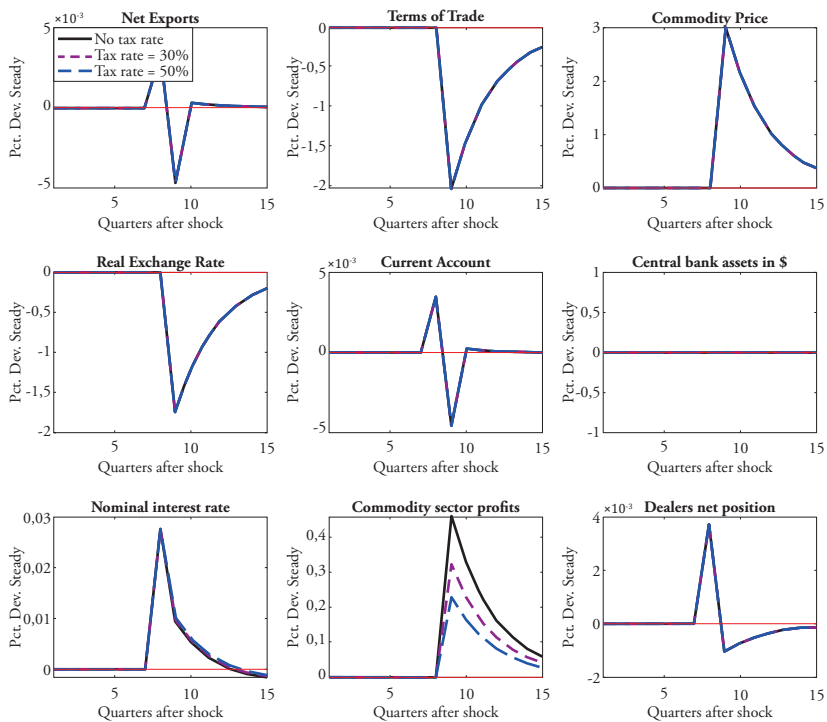 Net Exports
×10⁻³
5
0
-5
Pct. Dev. Steady
5 10 15
Quarters after shock
No tax rate
Tax rate = 30%
Tax rate = 50%
Terms of Trade
0
-0,5
-1
-1,5
-2
Pct. Dev. Steady
5 10 15
Quarters after shock
Commodity Price
3
2
1
0
Pct. Dev. Steady
5 10 15
Quarters after shock
Real Exchange Rate
0
-0,5
-1
-1,5
-2
Pct. Dev. Steady
5 10 15
Quarters after shock
Current Account
×10⁻³
5
0
-5
Pct. Dev. Steady
5 10 15
Quarters after shock
Central bank assets in $
1
0,5
0
-0,5
-1
Pct. Dev. Steady
5 10 15
Quarters after shock
Nominal interest rate
0,03
0,02
0,01
0
Pct. Dev. Steady
5 10 15
Quarters after shock
Commodity sector profits
0,4
0,3
0,2
0,1
0
Pct. Dev. Steady
5 10 15
Quarters after shock
Dealers net position
×10⁻³
4
2
0
-2
Pct. Dev. Steady
5 10 15
Quarters after shock